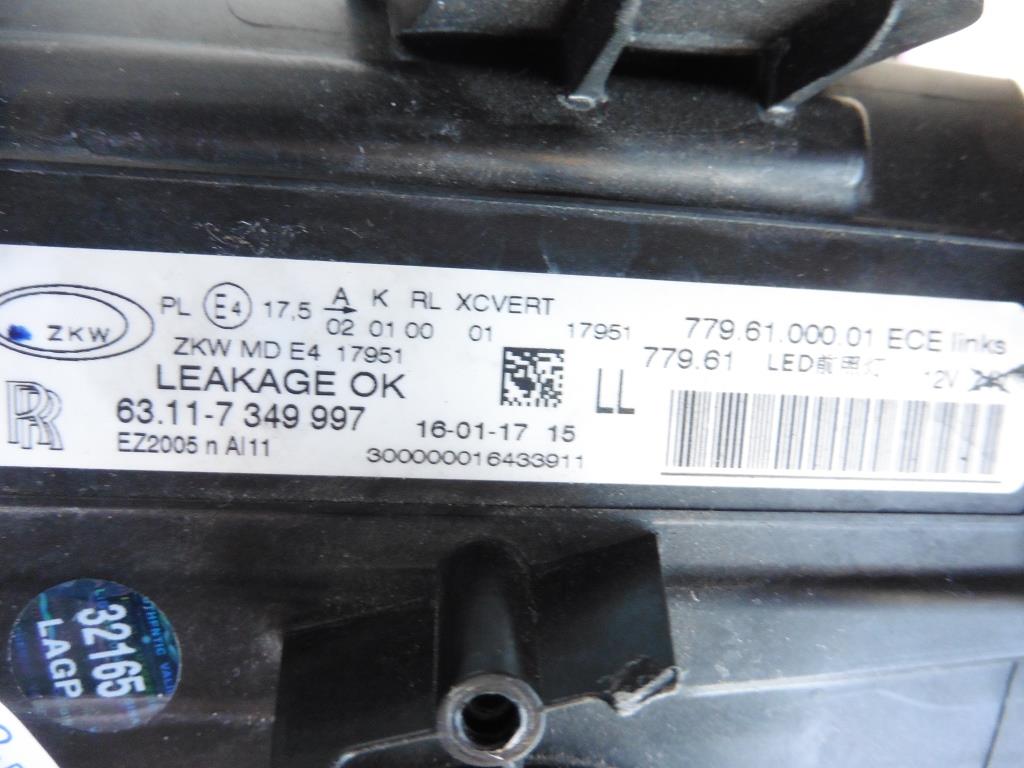 ZKW
PL E4 17,5 A K RL XCVERT
02 01 00 01 17951
ZKW MD E4 17951
LEAKAGE OK
63.11-7 349 997
EZ2005 n Al11
16-01-17 15
300000016433911
LL
779.61.000.01 ECE links
779.61 LED前照灯 12V
RR
32165
LAGP